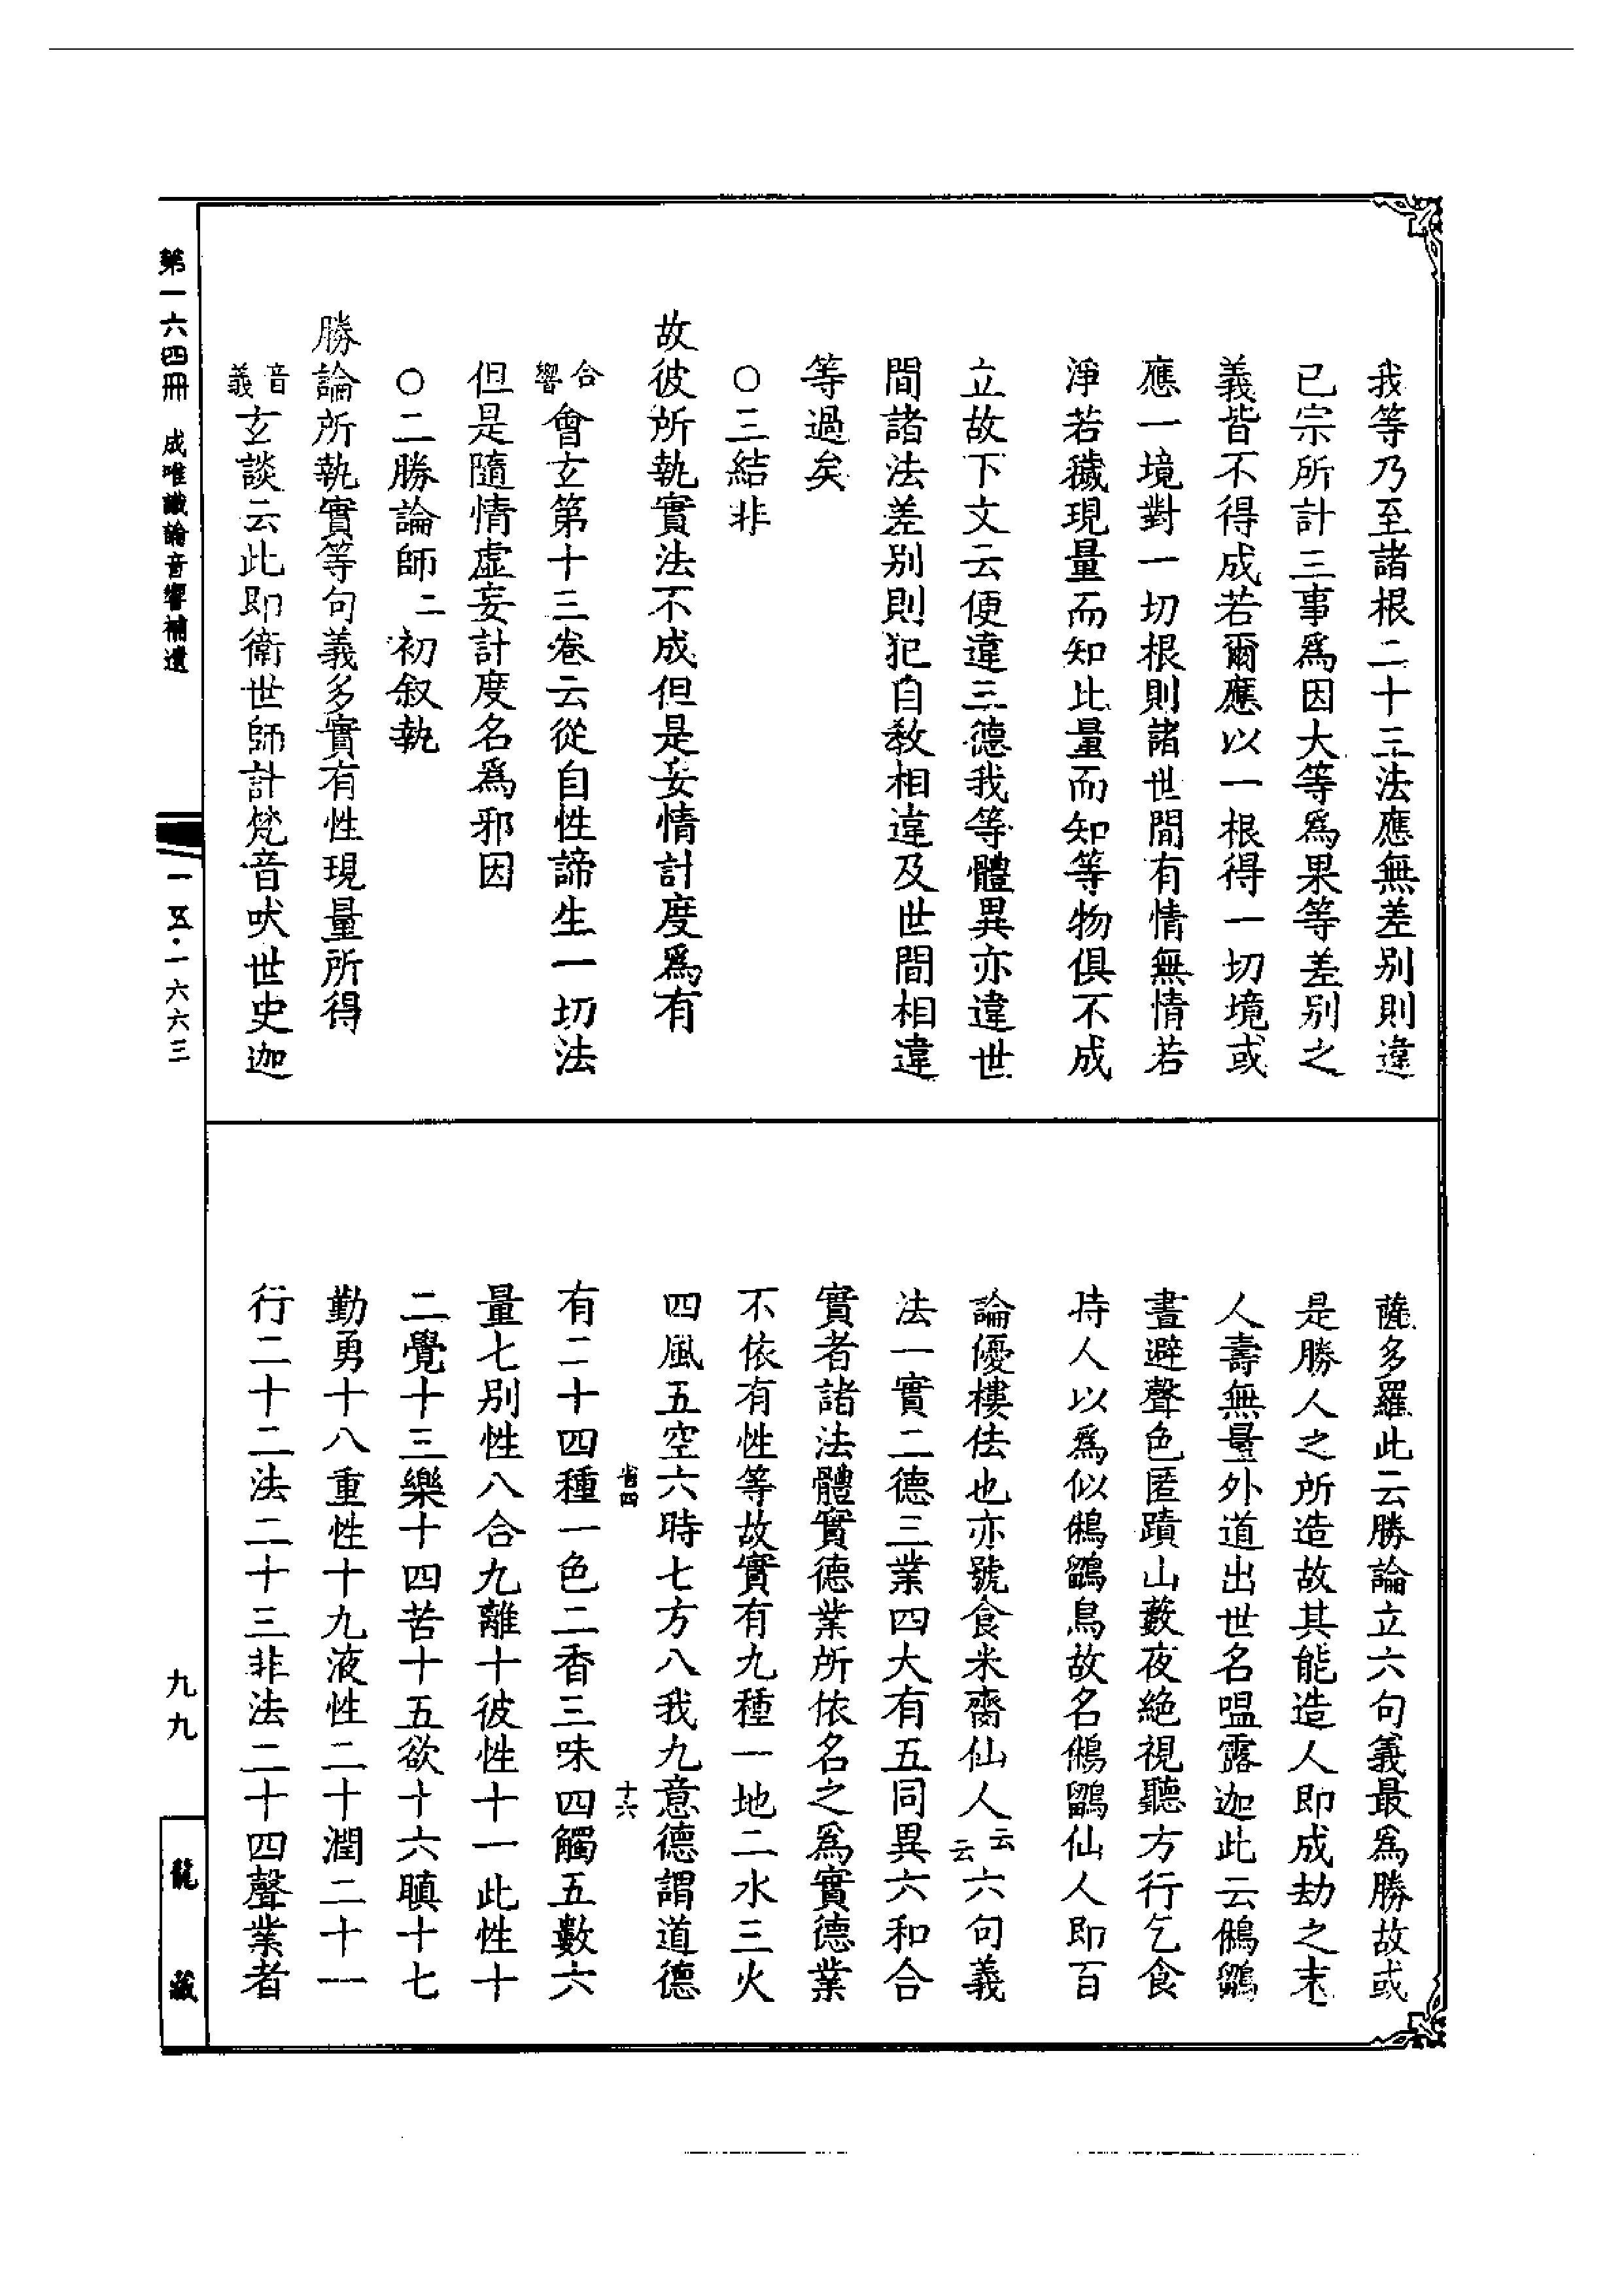 我等乃至諸根二十三法應無差别則違
已宗所計三事爲因大等爲果等差别之
義皆不得成若爾應以一根得一切境或
應一境對一切根則諸世間有情無情若
淨若穢現量而知比量而知等物俱不成
立故下文云便違三德我等體異亦違世
間諸法差别則犯自教相違及世間相違
等過矣
○三結非
故彼所執實法不成但是妄情計度爲有
合響會玄第十三卷云從自性諦生一切法
但是隨情虛妄計度名爲邪因
○二勝論師二初叙執
勝論所執實等句義多實有性現量所得
音義玄談云此即衛世師計梵音吠世史迦
薩多羅此云勝論立六句義最爲勝故或
是勝人之所造故其能造人即成劫之末
人壽無量外道出世名嗢露迦此云鵂鶹
晝避聲色匿蹟山藪夜絶視聽方行乞食
時人以爲似鵂鶹鳥故名鵂鶹仙人即百
論優樓佉也亦號食米齋仙人云云六句義
法一實二德三業四大有五同異六和合
實者諸法體實德業所依名之爲實德業
不依有性等故實有九種一地二水三火
四風五空六時七方八我九意德謂道德
省四 十六
有二十四種一色二香三味四觸五數六
量七别性八合九離十彼性十一此性十
二覺十三樂十四苦十五欲十六瞋十七
勤勇十八重性十九液性二十潤二十一
行二十二法二十三非法二十四聲業者
第一六四冊 成唯識論音響補遺
一一五·一六六三
九九
龍藏